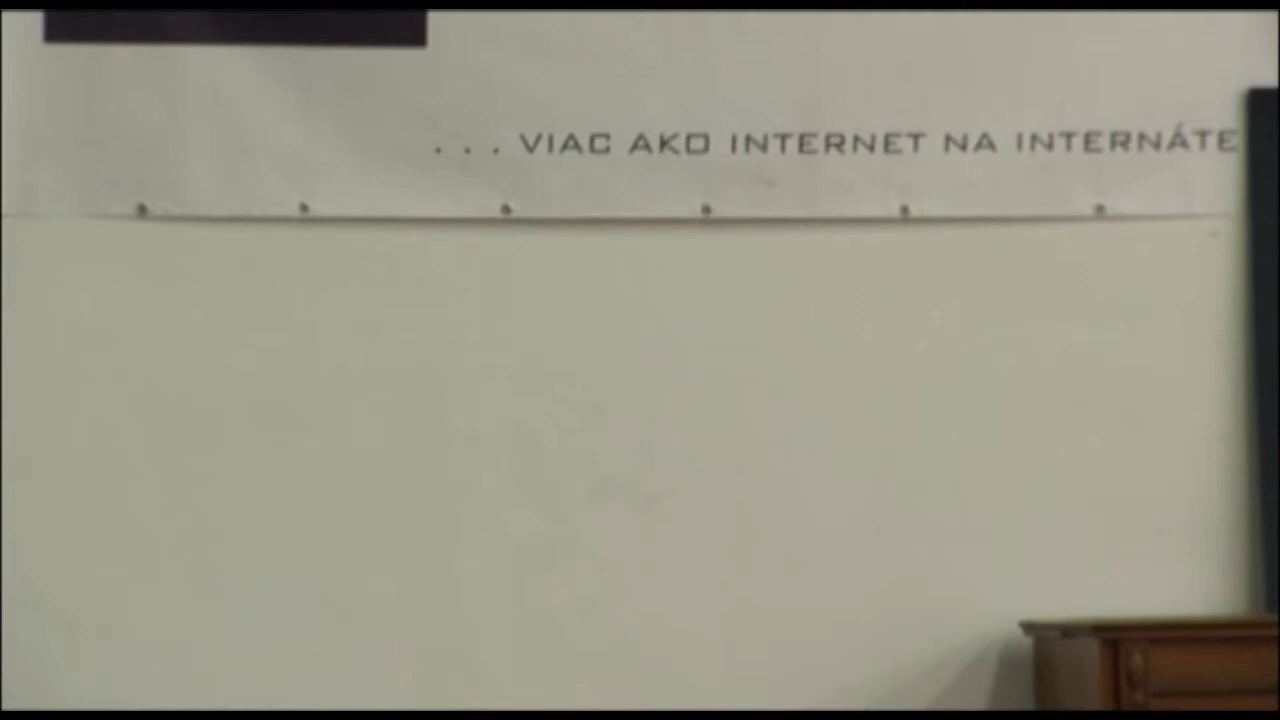 . . . VIAC AKO INTERNET NA INTERNÁTE